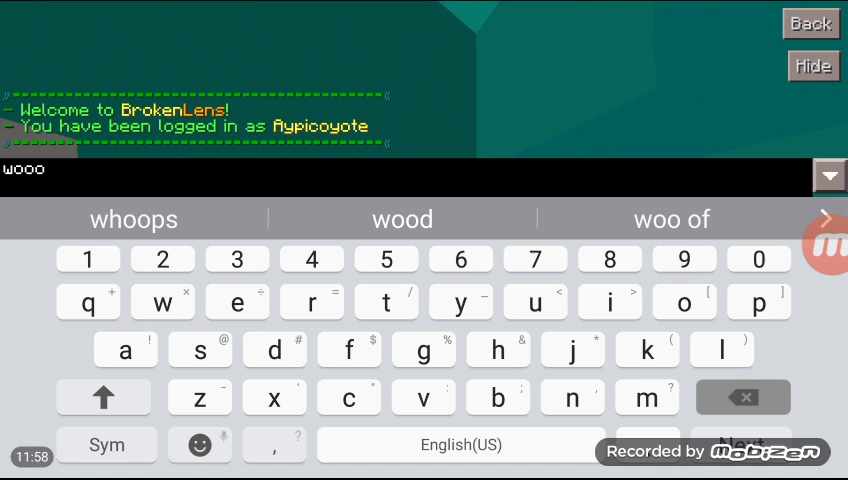 Back
Hide
- Welcome to BrokenLens!
- You have been logged in as Aypicoyote
wooo
whoops wood woo of
1 2 3 4 5 6 7 8 9 0
q + w × e ÷ r = t / y _ u < i > o [ p ]
a ! s @ d # f $ g % h & j * k ( l )
z - x ' c " v : b ; n , m ?
Sym , ? English(US) Next
11:58
Recorded by mobizen